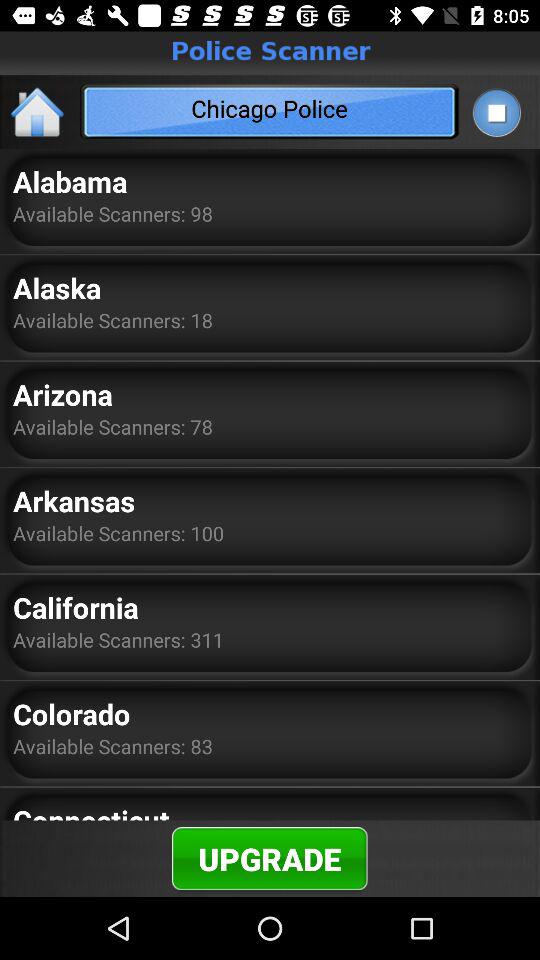 8:05
Police Scanner
Chicago Police
Alabama
Available Scanners: 98
Alaska
Available Scanners: 18
Arizona
Available Scanners: 78
Arkansas
Available Scanners: 100
California
Available Scanners: 311
Colorado
Available Scanners: 83
Connecticut
UPGRADE